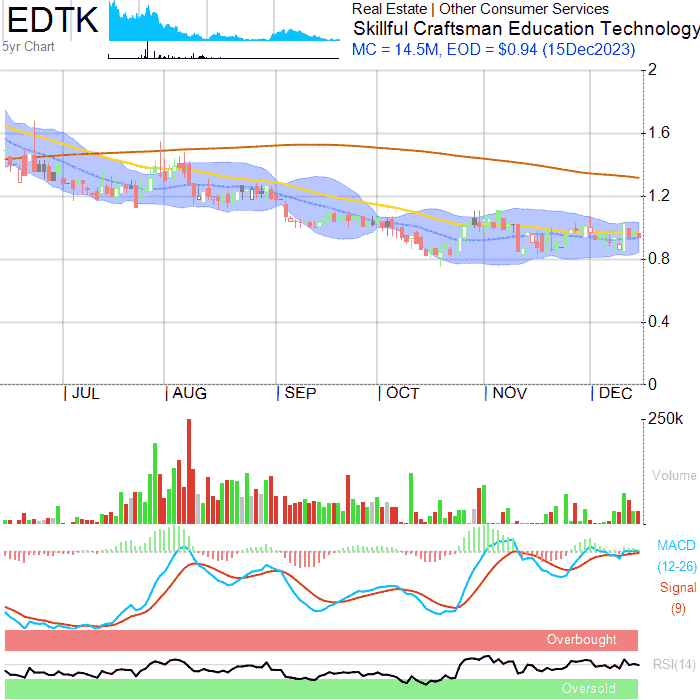 EDTK
5yr Chart
Real Estate | Other Consumer Services
Skillful Craftsman Education Technology
MC = 14.5M, EOD = $0.94 (15Dec2023)
2
1.6
1.2
0.8
0.4
0
JUL AUG SEP OCT NOV DEC
250k
Volume
MACD
(12-26)
Signal
(9)
Overbought
RSI(14)
Oversold